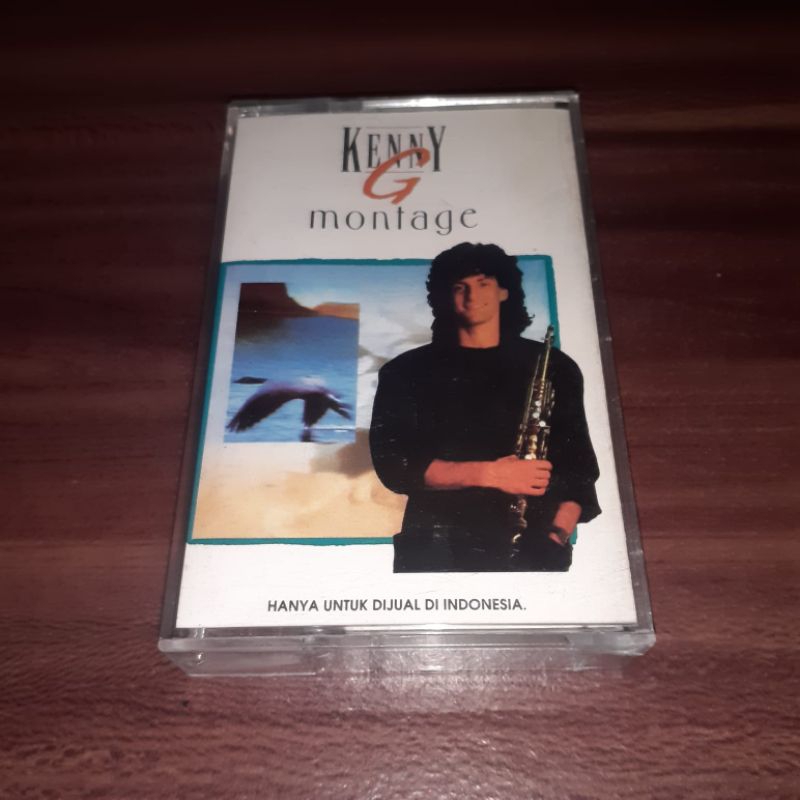 KENNY
G
montage
HANYA UNTUK DIJUAL DI INDONESIA.